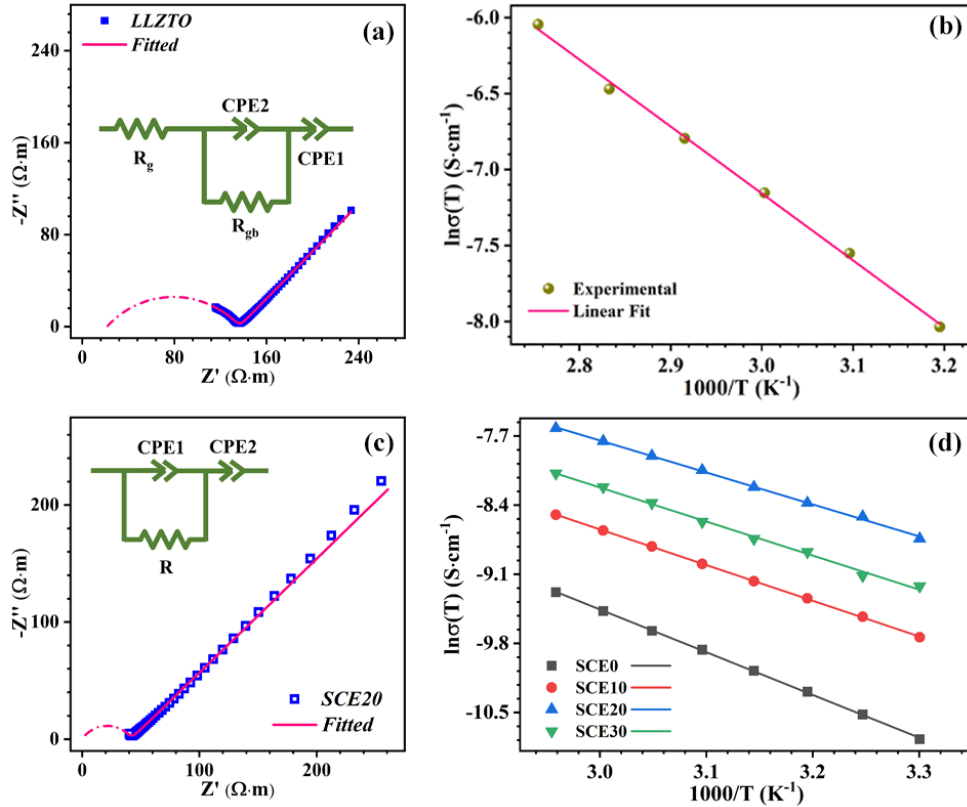 (a)
LLZTO
Fitted
240
160
80
0
-Z'' (Ω·m)
CPE2
CPE1
Rg
Rgb
0 80 160 240
Z' (Ω·m)
(b)
-6.0
-6.5
-7.0
-7.5
-8.0
lnσ(T) (S·cm⁻¹)
Experimental
Linear Fit
2.8 2.9 3.0 3.1 3.2
1000/T (K⁻¹)
(c)
CPE1 CPE2
R
200
100
0
-Z'' (Ω·m)
SCE20
Fitted
0 100 200
Z' (Ω·m)
(d)
-7.7
-8.4
-9.1
-9.8
-10.5
lnσ(T) (S·cm⁻¹)
SCE0
SCE10
SCE20
SCE30
3.0 3.1 3.2 3.3
1000/T (K⁻¹)